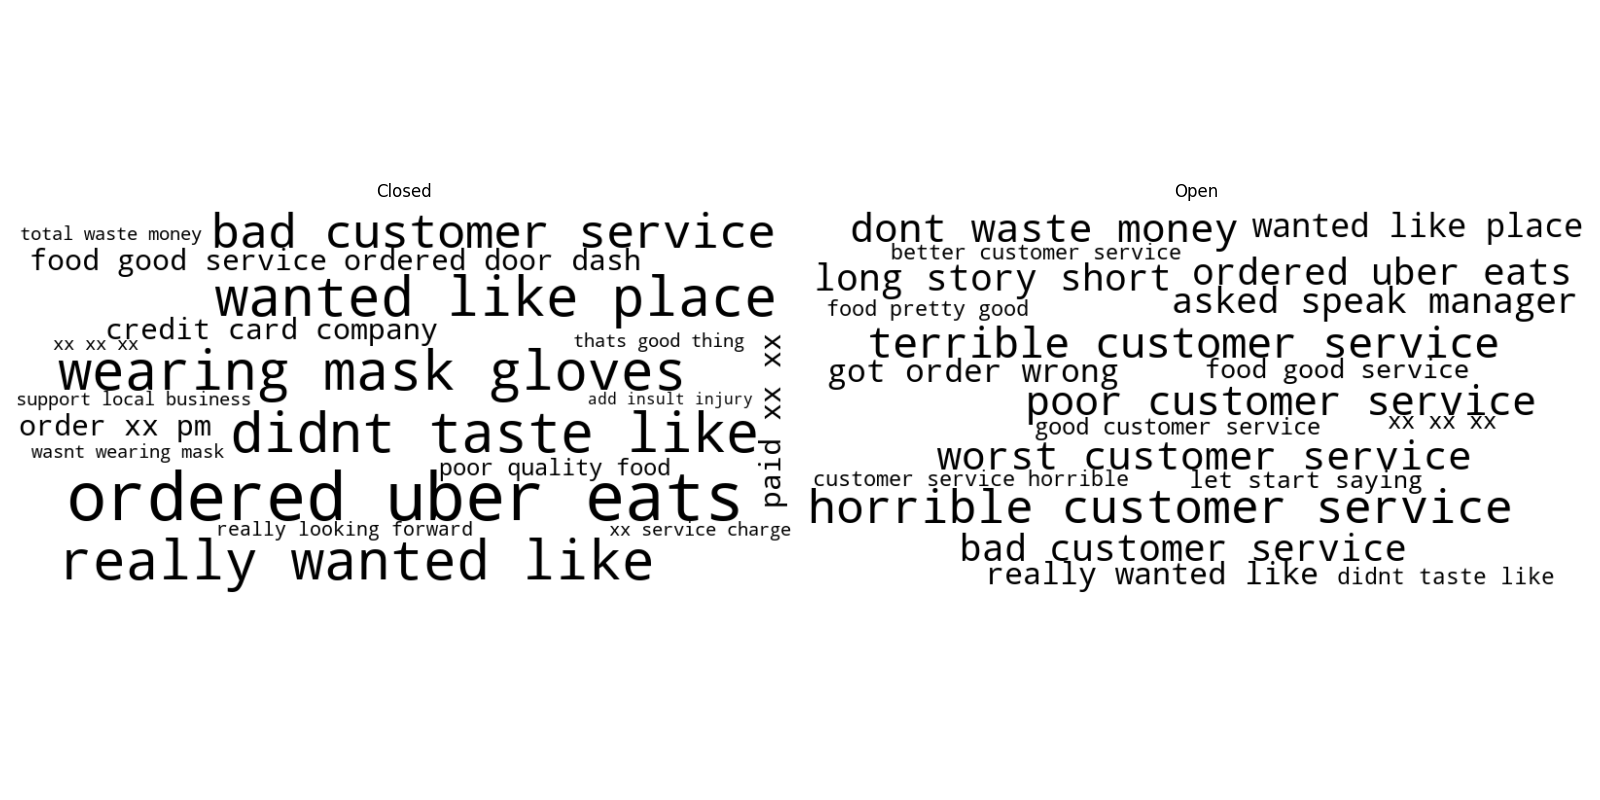 Closed
total waste money
bad customer service
food good service ordered door dash
wanted like place
credit card company
xx xx xx
thats good thing
wearing mask gloves
support local business
add insult injury
paid xx xx
order xx pm
didnt taste like
wasnt wearing mask
poor quality food
ordered uber eats
really looking forward
xx service charge
really wanted like
Open
dont waste money
wanted like place
better customer service
long story short
ordered uber eats
food pretty good
asked speak manager
terrible customer service
got order wrong
food good service
poor customer service
good customer service
xx xx xx
worst customer service
customer service horrible
let start saying
horrible customer service
bad customer service
really wanted like
didnt taste like